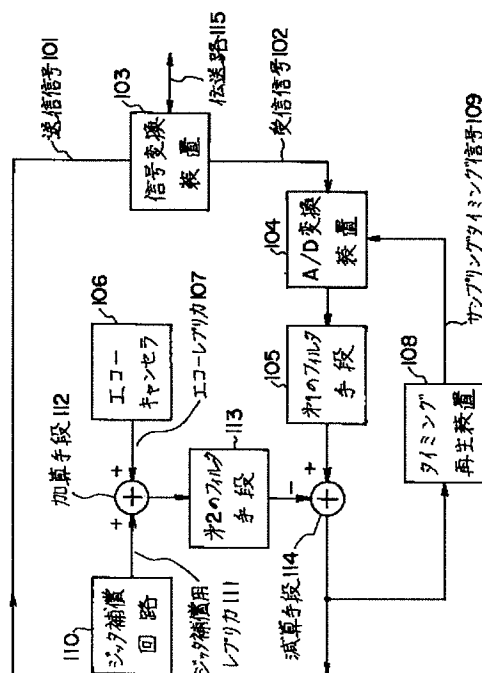 送信信号101
103
信号変換
装置
伝送路115
受信信号102
104
A/D変換
装置
サンプリングタイミング信号109
106
エコー
キャンセラ
エコーレプリカ107
加算手段112
+
+
113
第2のフィルタ
手段
105
第1のフィルタ
手段
108
タイミング
再生装置
110
ジッタ補償
回路
ジッタ補償用
レプリカ111
-
+
減算手段114